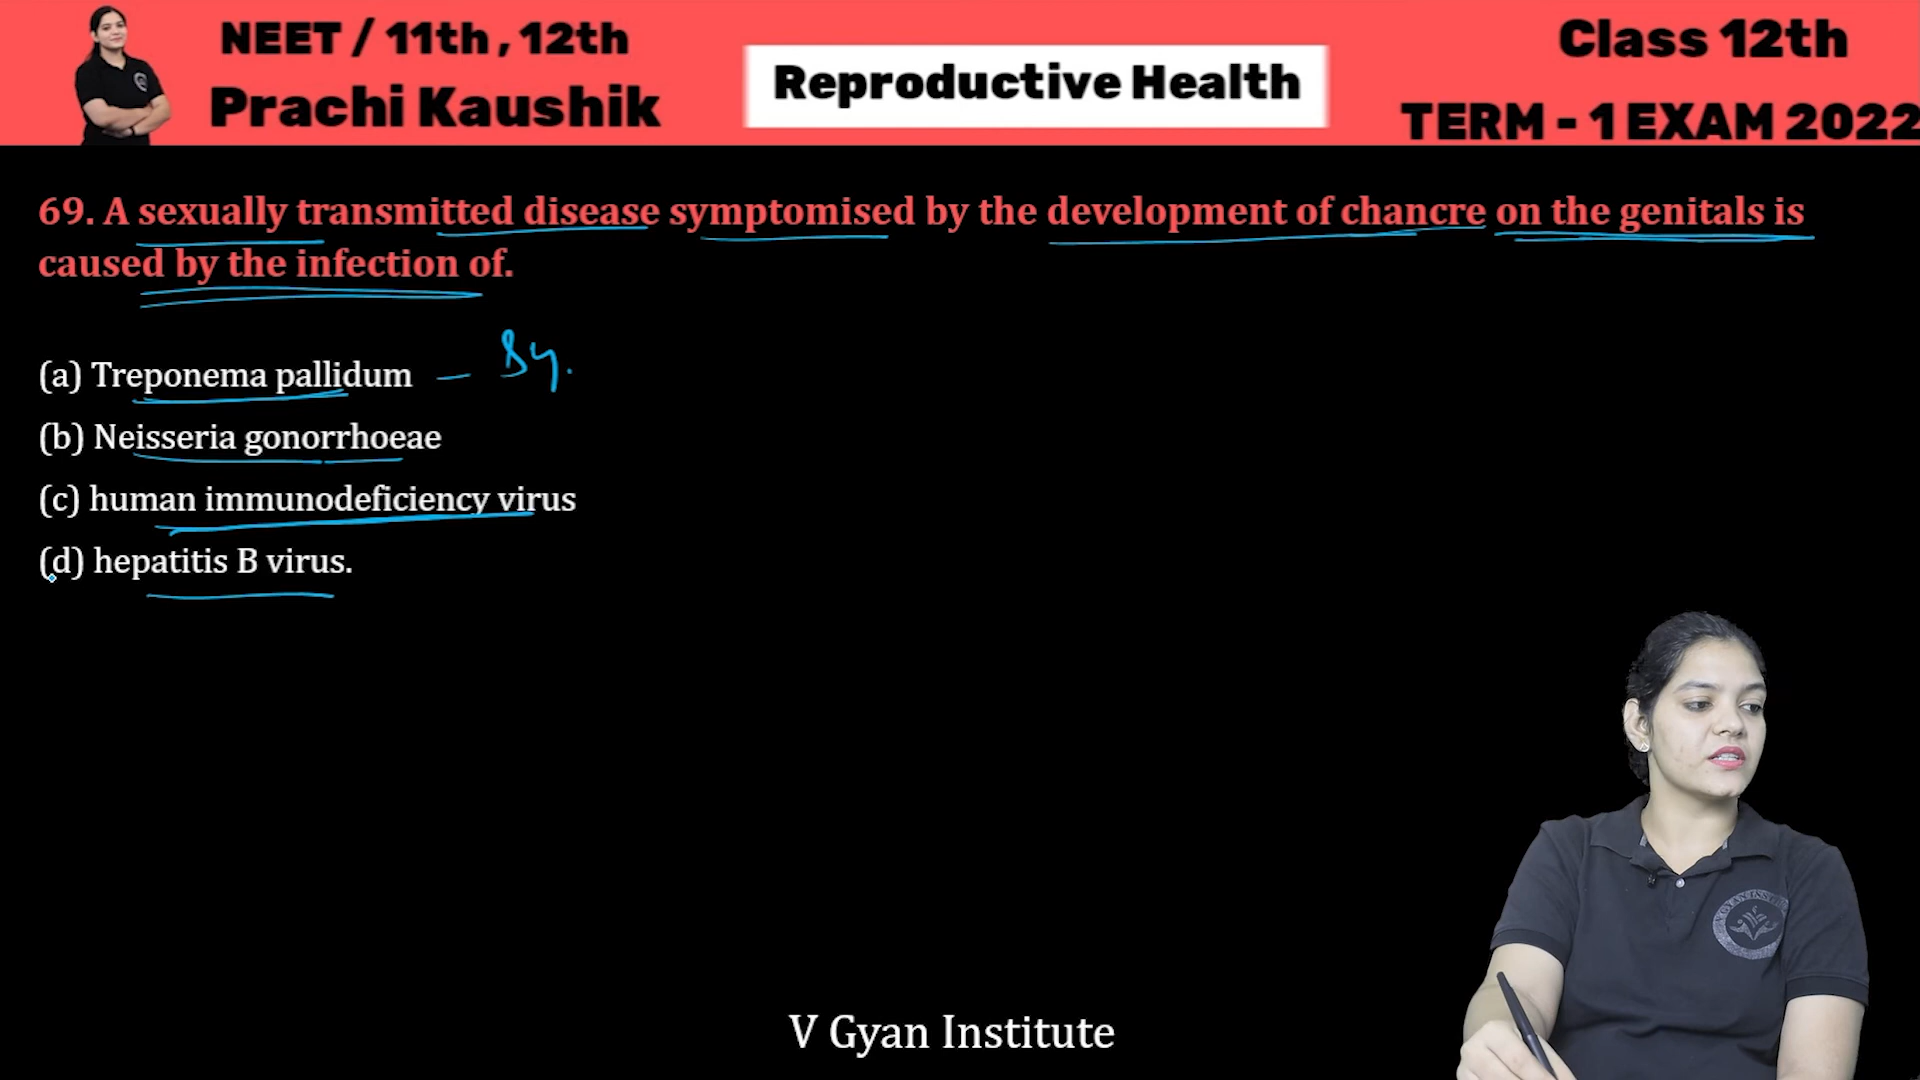 NEET / 11th , 12th
Prachi Kaushik
Reproductive Health
Class 12th
TERM - 1 EXAM 2022
69. A sexually transmitted disease symptomised by the development of chancre on the genitals is
caused by the infection of.
(a) Treponema pallidum — Sy.
(b) Neisseria gonorrhoeae
(c) human immunodeficiency virus
(d) hepatitis B virus.
V Gyan Institute